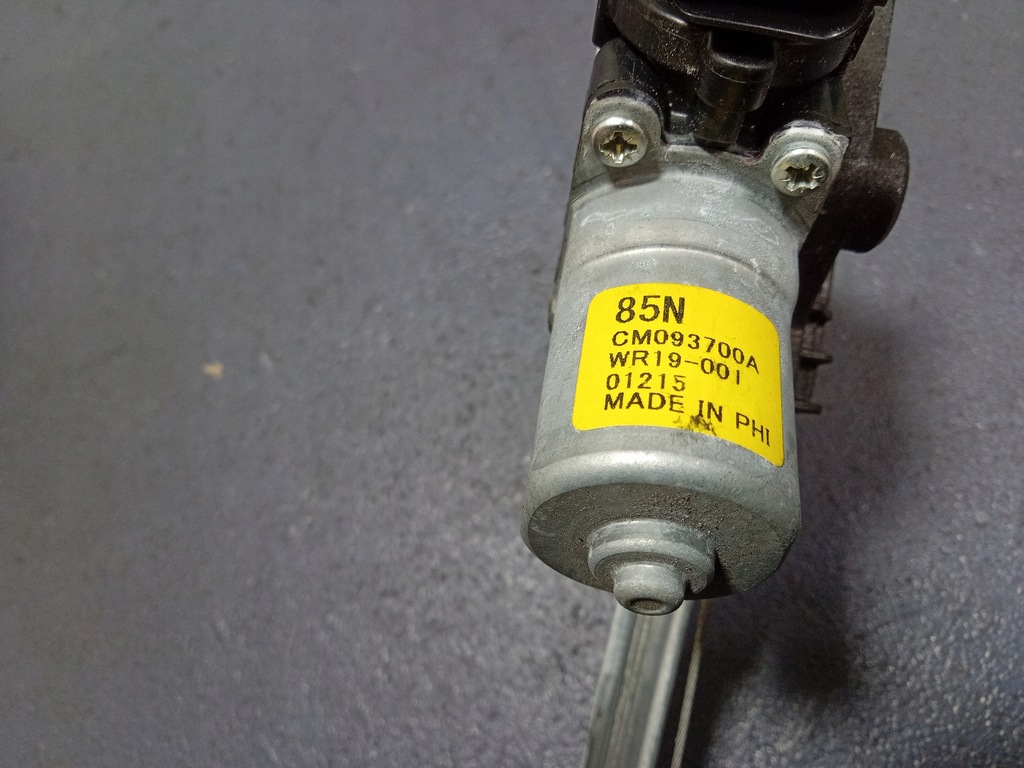 85N
CM093700A
WR19-001
01215
MADE IN PHI